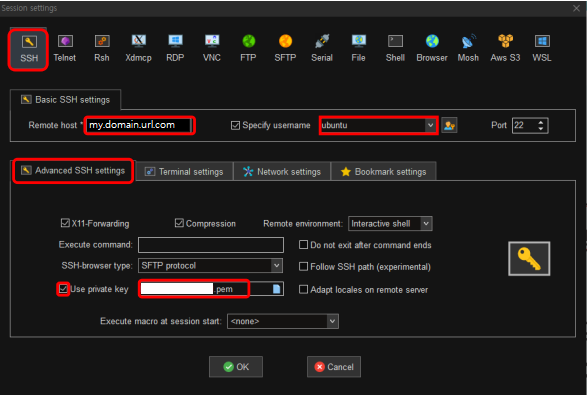 Session settings
SSH Telnet Rsh Xdmcp RDP VNC FTP SFTP Serial File Shell Browser Mosh Aws S3 WSL
Basic SSH settings
Remote host * my.domain.url.com Specify username ubuntu Port 22
Advanced SSH settings Terminal settings Network settings Bookmark settings
X11-Forwarding Compression Remote environment: Interactive shell
Execute command: Do not exit after command ends
SSH-browser type: SFTP protocol Follow SSH path (experimental)
Use private key .pem Adapt locales on remote server
Execute macro at session start: <none>
OK Cancel